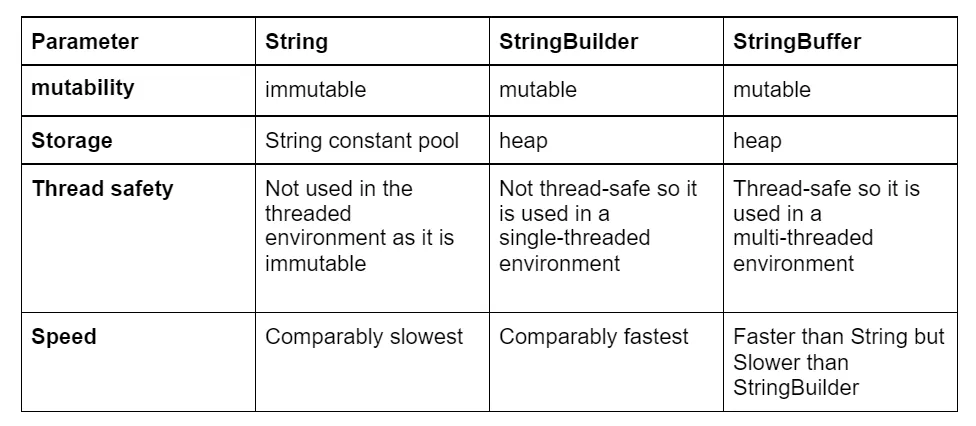 Parameter String StringBuilder StringBuffer
mutability immutable mutable mutable
Storage String constant pool heap heap
Thread safety Not used in the Not thread-safe so it Thread-safe so it is
threaded is used in a used in a
environment as it is single-threaded multi-threaded
immutable environment environment
Speed Comparably slowest Comparably fastest Faster than String but
Slower than
StringBuilder